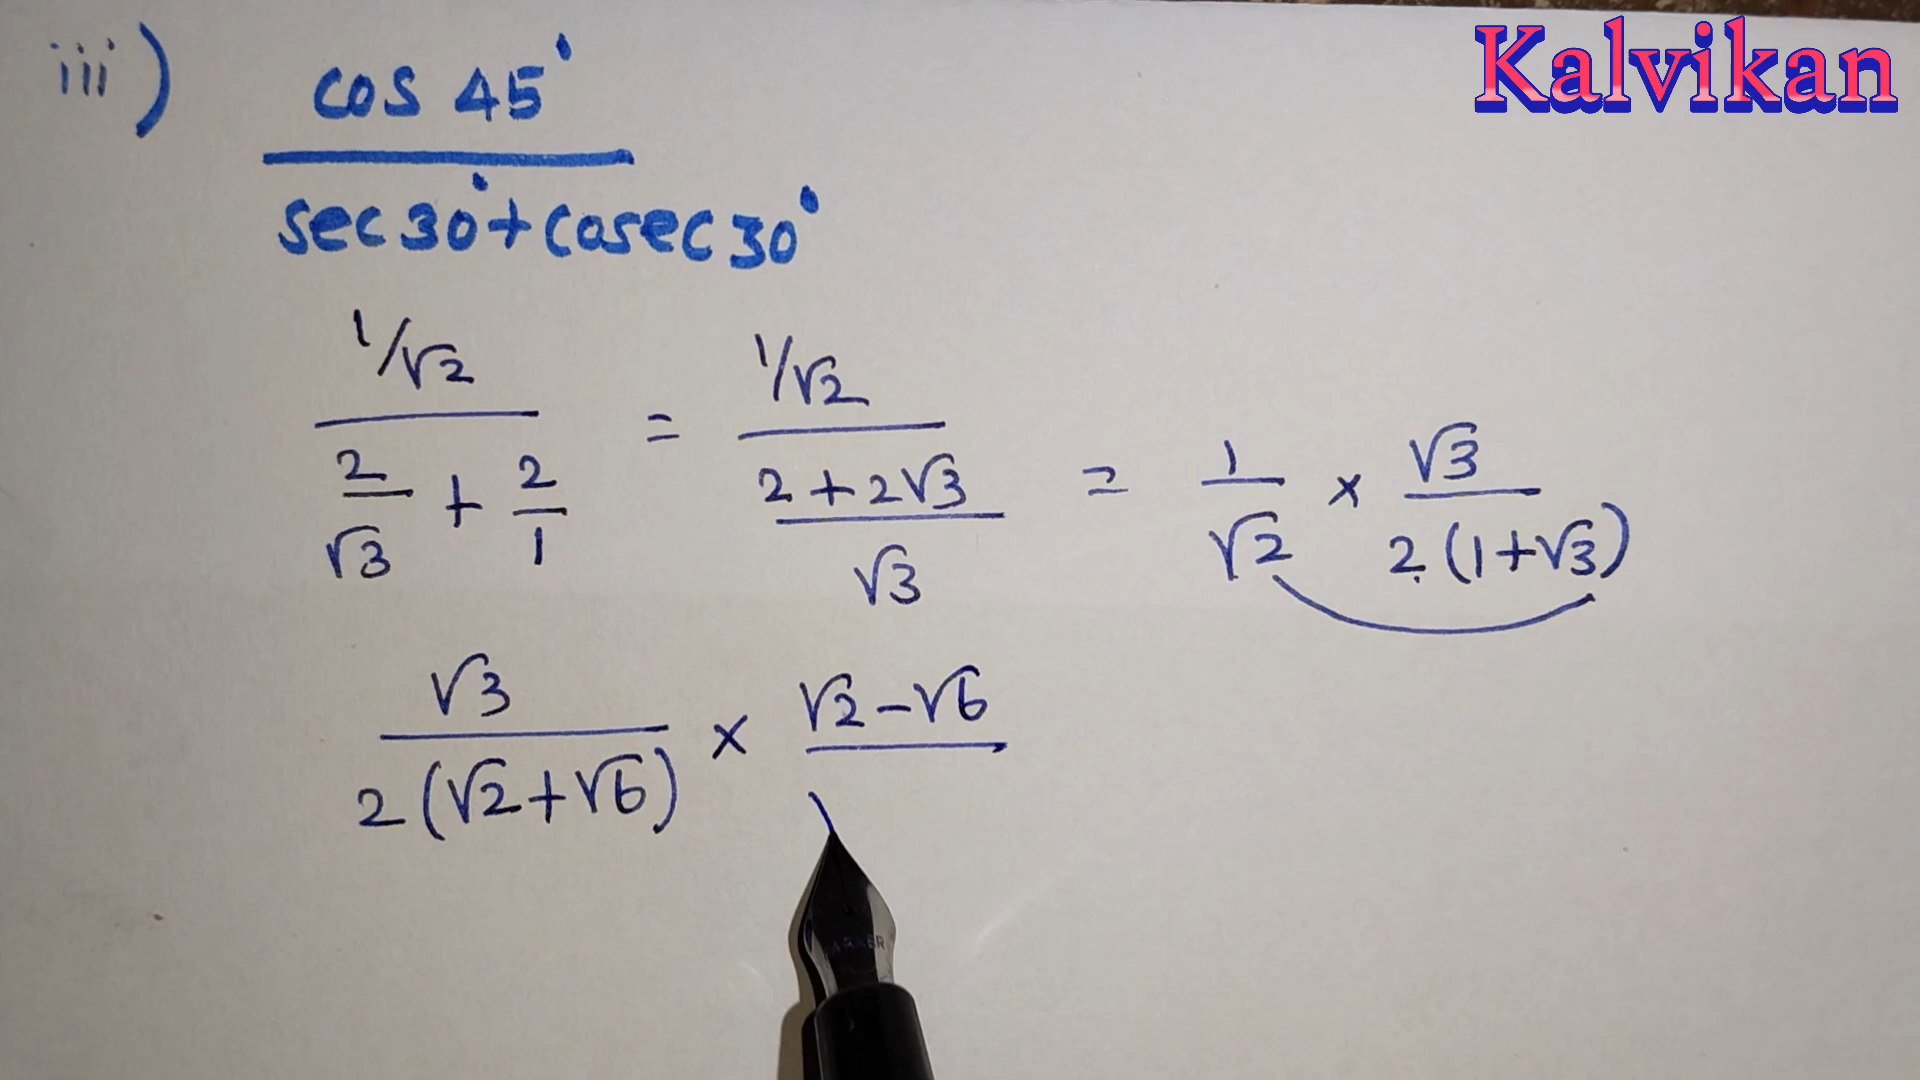 Kalvikan
iii) cos 45°
sec 30° + cosec 30°
1/√2 = 1/√2 = 1/√2 × √3
2/√3 + 2/1 2 + 2√3 / √3 2(1+√3)
√3 × √2 - √6
2(√2+√6)
PARKER